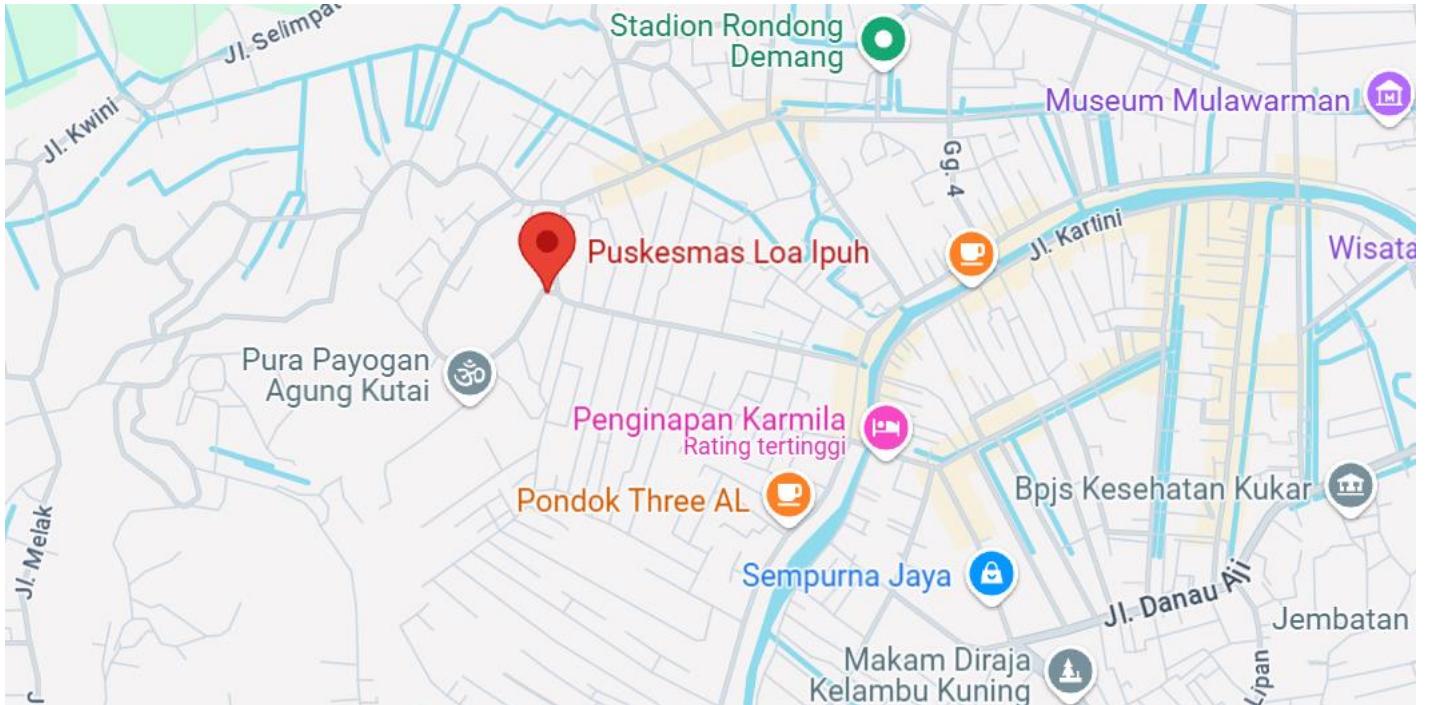 Stadion Rondong
Demang
Jl. Selimpat
Museum Mulawarman
Jl. Kwini
Gg. 4
Jl. Kartini
Puskesmas Loa Ipuh
Wisata
Pura Payogan
Agung Kutai
Penginapan Karmila
Rating tertinggi
Pondok Three AL
Bpjs Kesehatan Kukar
Jl. Melak
Sempurna Jaya
Jl. Danau Aji
Jembatan
Makam Diraja
Kelambu Kuning
Lipan